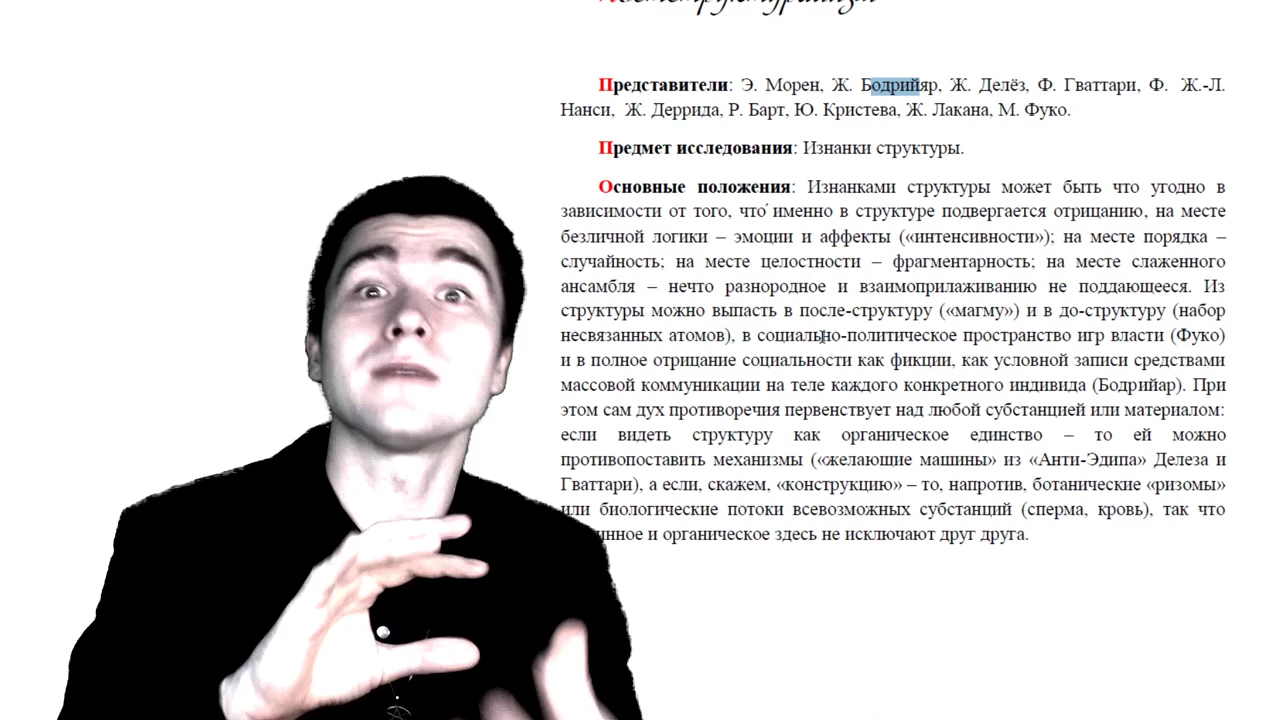 Представители: Э. Морен, Ж. Бодрийяр, Ж. Делёз, Ф. Гваттари, Ф. Ж.-Л.
Нанси, Ж. Деррида, Р. Барт, Ю. Кристева, Ж. Лакана, М. Фуко.
Предмет исследования: Изнанки структуры.
Основные положения: Изнанками структуры может быть что угодно в
зависимости от того, что́ именно в структуре подвергается отрицанию, на месте
безличной логики – эмоции и аффекты («интенсивности»); на месте порядка –
случайность; на месте целостности – фрагментарность; на месте слаженного
ансамбля – нечто разнородное и взаимоприлаживанию не поддающееся. Из
структуры можно выпасть в после-структуру («магму») и в до-структуру (набор
несвязанных атомов), в социально-политическое пространство игр власти (Фуко)
и в полное отрицание социальности как фикции, как условной записи средствами
массовой коммуникации на теле каждого конкретного индивида (Бодрийар). При
этом сам дух противоречия первенствует над любой субстанцией или материалом:
если видеть структуру как органическое единство – то ей можно
противопоставить механизмы («желающие машины» из «Анти-Эдипа» Делеза и
Гваттари), а если, скажем, «конструкцию» – то, напротив, ботанические «ризомы»
или биологические потоки всевозможных субстанций (сперма, кровь), так что
и органическое здесь не исключают друг друга.